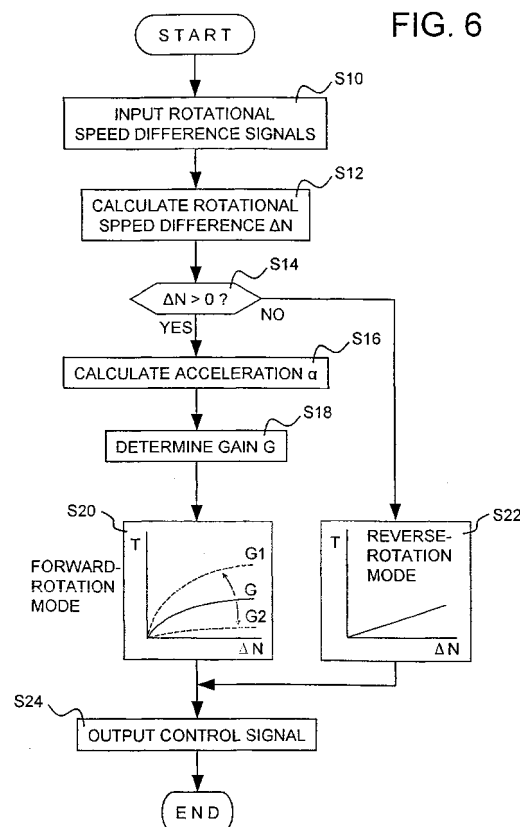 FIG. 6
START
S10
INPUT ROTATIONAL
SPEED DIFFERENCE SIGNALS
S12
CALCULATE ROTATIONAL
SPPED DIFFERENCE ΔN
S14
ΔN > 0 ?
YES
NO
S16
CALCULATE ACCELERATION α
S18
DETERMINE GAIN G
S20
FORWARD-
ROTATION
MODE
T
G1
G
G2
ΔN
S22
REVERSE-
ROTATION
MODE
T
ΔN
S24
OUTPUT CONTROL SIGNAL
END